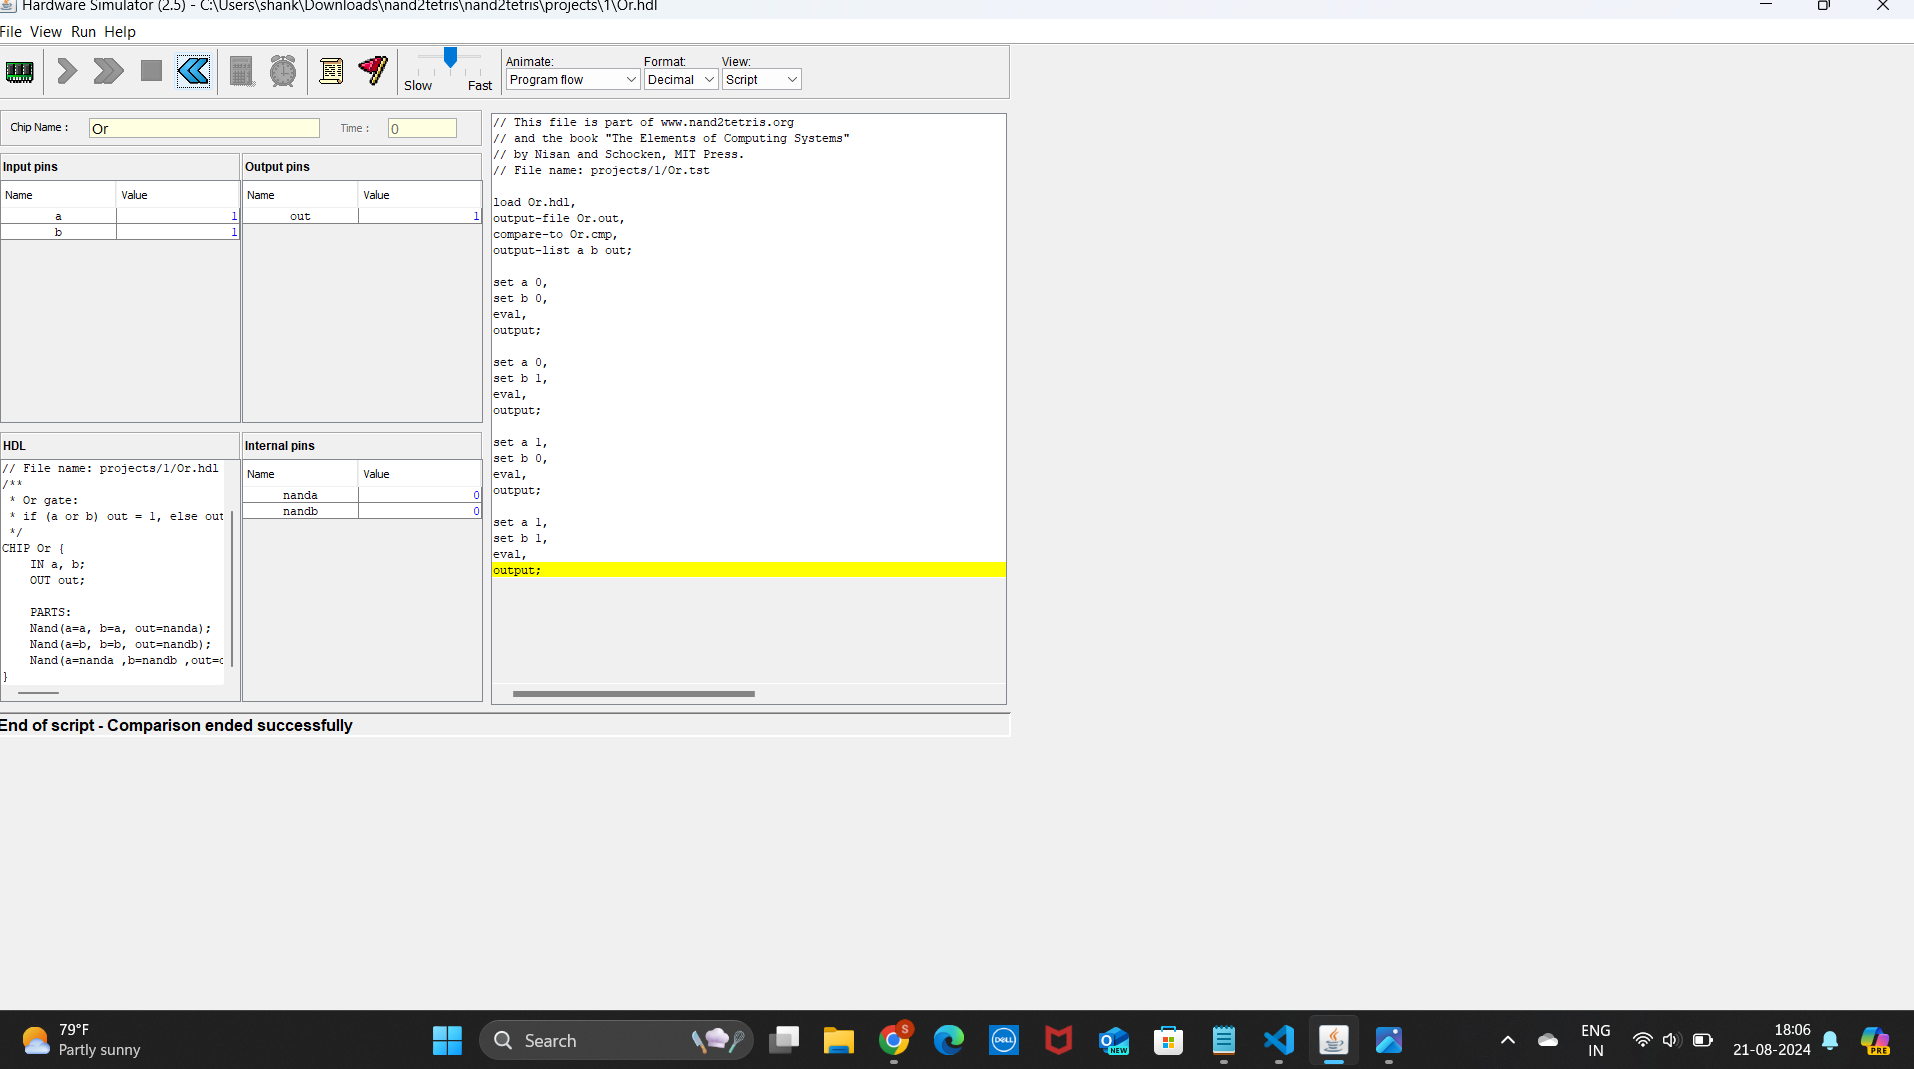 Hardware Simulator (2.5) - C:\Users\shank\Downloads\nand2tetris\nand2tetris\projects\1\Or.hdl
File View Run Help
Slow Fast
Animate: Format: View:
Program flow Decimal Script
Chip Name : Or Time : 0
Input pins
Name Value
a 1
b 1
Output pins
Name Value
out 1
HDL
// File name: projects/1/Or.hdl
/**
* Or gate:
* if (a or b) out = 1, else out
*/
CHIP Or {
IN a, b;
OUT out;
PARTS:
Nand(a=a, b=a, out=nanda);
Nand(a=b, b=b, out=nandb);
Nand(a=nanda ,b=nandb ,out=
}
Internal pins
Name Value
nanda 0
nandb 0
// This file is part of www.nand2tetris.org
// and the book "The Elements of Computing Systems"
// by Nisan and Schocken, MIT Press.
// File name: projects/1/Or.tst
load Or.hdl,
output-file Or.out,
compare-to Or.cmp,
output-list a b out;
set a 0,
set b 0,
eval,
output;
set a 0,
set b 1,
eval,
output;
set a 1,
set b 0,
eval,
output;
set a 1,
set b 1,
eval,
output;
End of script - Comparison ended successfully
79°F
Partly sunny
Search
S
DELL
NEW
ENG
IN
18:06
21-08-2024
PRE